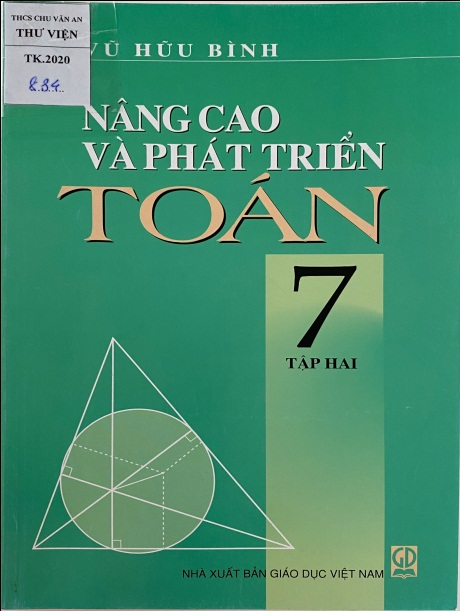 THCS CHU VĂN AN
THƯ VIỆN
TK.2020
834
VŨ HỮU BÌNH
NÂNG CAO
VÀ PHÁT TRIỂN
TOÁN
7
TẬP HAI
NHÀ XUẤT BẢN GIÁO DỤC VIỆT NAM
GD